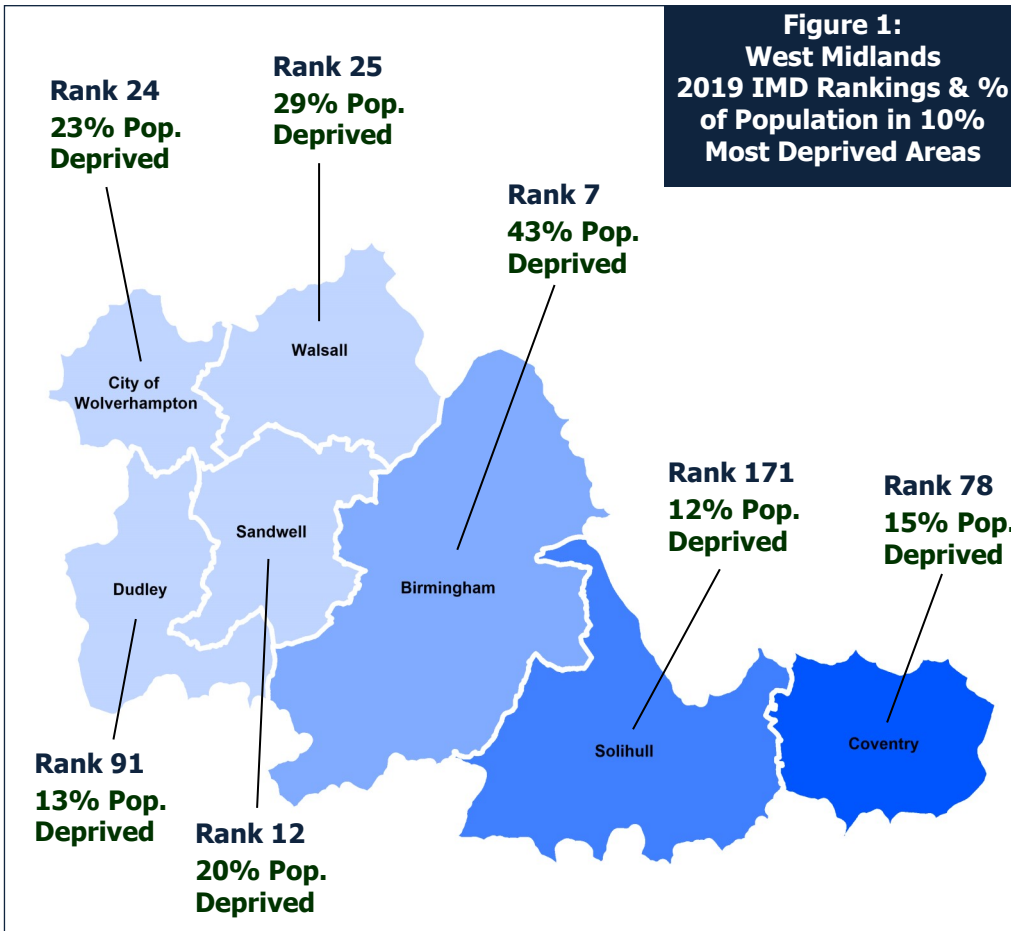 Figure 1:
West Midlands
2019 IMD Rankings & %
of Population in 10%
Most Deprived Areas
Rank 24
23% Pop.
Deprived
Rank 25
29% Pop.
Deprived
Rank 7
43% Pop.
Deprived
Walsall
City of
Wolverhampton
Rank 171
12% Pop.
Deprived
Rank 78
15% Pop.
Deprived
Sandwell
Dudley
Birmingham
Solihull
Coventry
Rank 91
13% Pop.
Deprived
Rank 12
20% Pop.
Deprived